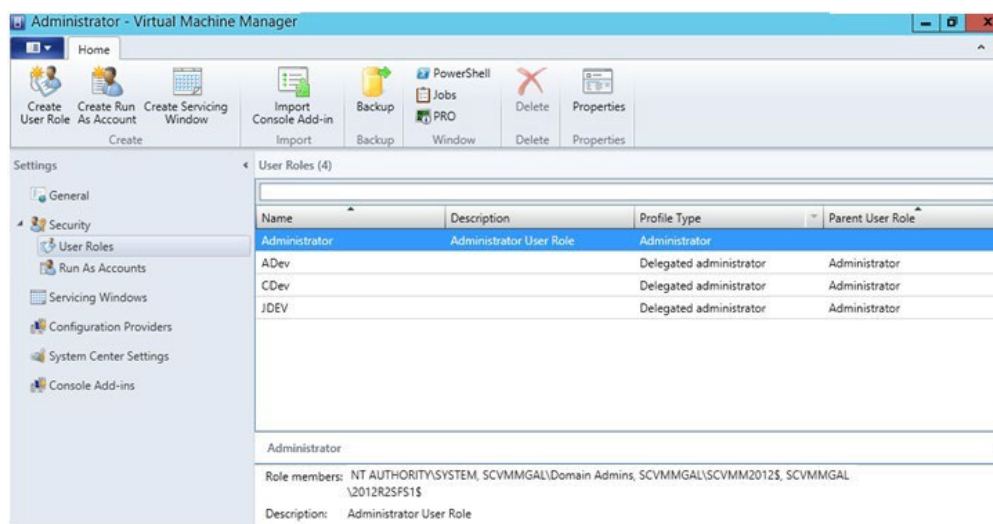 Administrator - Virtual Machine Manager
Home
Create User Role
Create Run As Account
Create Servicing Window
Create
Import Console Add-in
Import
Backup
Backup
PowerShell
Jobs
PRO
Window
Delete
Delete
Properties
Properties
Settings
General
Security
User Roles
Run As Accounts
Servicing Windows
Configuration Providers
System Center Settings
Console Add-ins
User Roles (4)
Name Description Profile Type Parent User Role
Administrator Administrator User Role Administrator
ADev Delegated administrator Administrator
CDev Delegated administrator Administrator
JDEV Delegated administrator Administrator
Administrator
Role members: NT AUTHORITY\SYSTEM, SCVMMGAL\Domain Admins, SCVMMGAL\SCVMM2012$, SCVMMGAL
\2012R2SFS1$
Description: Administrator User Role